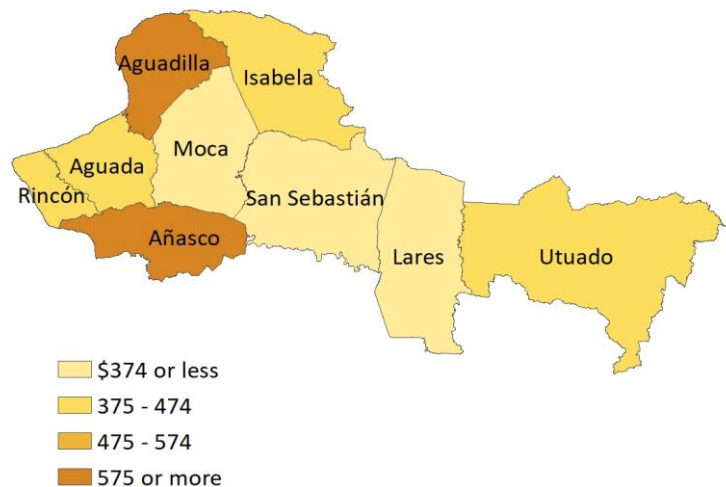 Aguadilla
Isabela
Moca
Aguada
Rincón
San Sebastián
Añasco
Lares
Utuado
$374 or less
375 - 474
475 - 574
575 or more